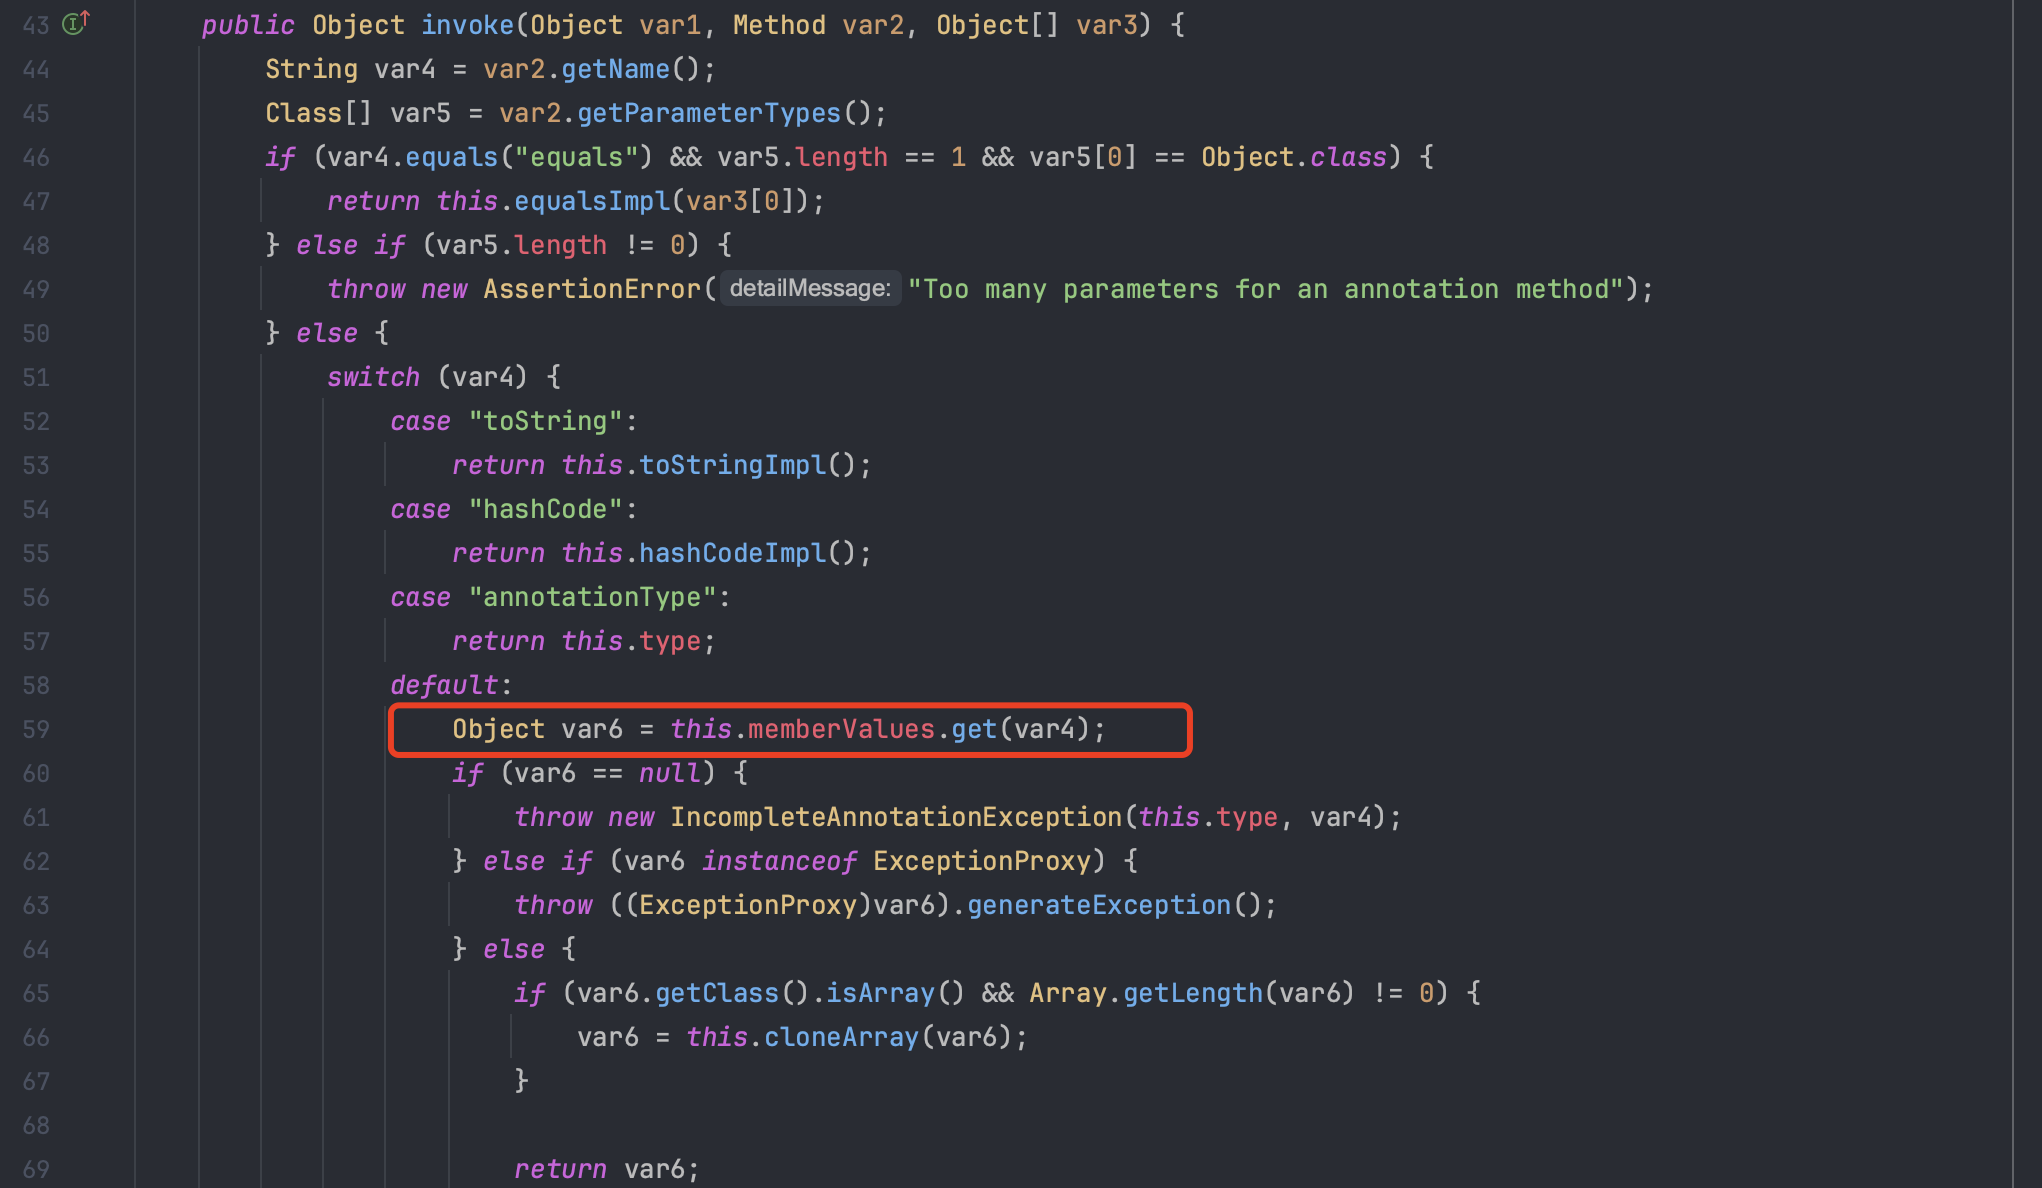 43 public Object invoke(Object var1, Method var2, Object[] var3) {
44 String var4 = var2.getName();
45 Class[] var5 = var2.getParameterTypes();
46 if (var4.equals("equals") && var5.length == 1 && var5[0] == Object.class) {
47 return this.equalsImpl(var3[0]);
48 } else if (var5.length != 0) {
49 throw new AssertionError( detailMessage: "Too many parameters for an annotation method");
50 } else {
51 switch (var4) {
52 case "toString":
53 return this.toStringImpl();
54 case "hashCode":
55 return this.hashCodeImpl();
56 case "annotationType":
57 return this.type;
58 default:
59 Object var6 = this.memberValues.get(var4);
60 if (var6 == null) {
61 throw new IncompleteAnnotationException(this.type, var4);
62 } else if (var6 instanceof ExceptionProxy) {
63 throw ((ExceptionProxy)var6).generateException();
64 } else {
65 if (var6.getClass().isArray() && Array.getLength(var6) != 0) {
66 var6 = this.cloneArray(var6);
67 }
68
69 return var6;